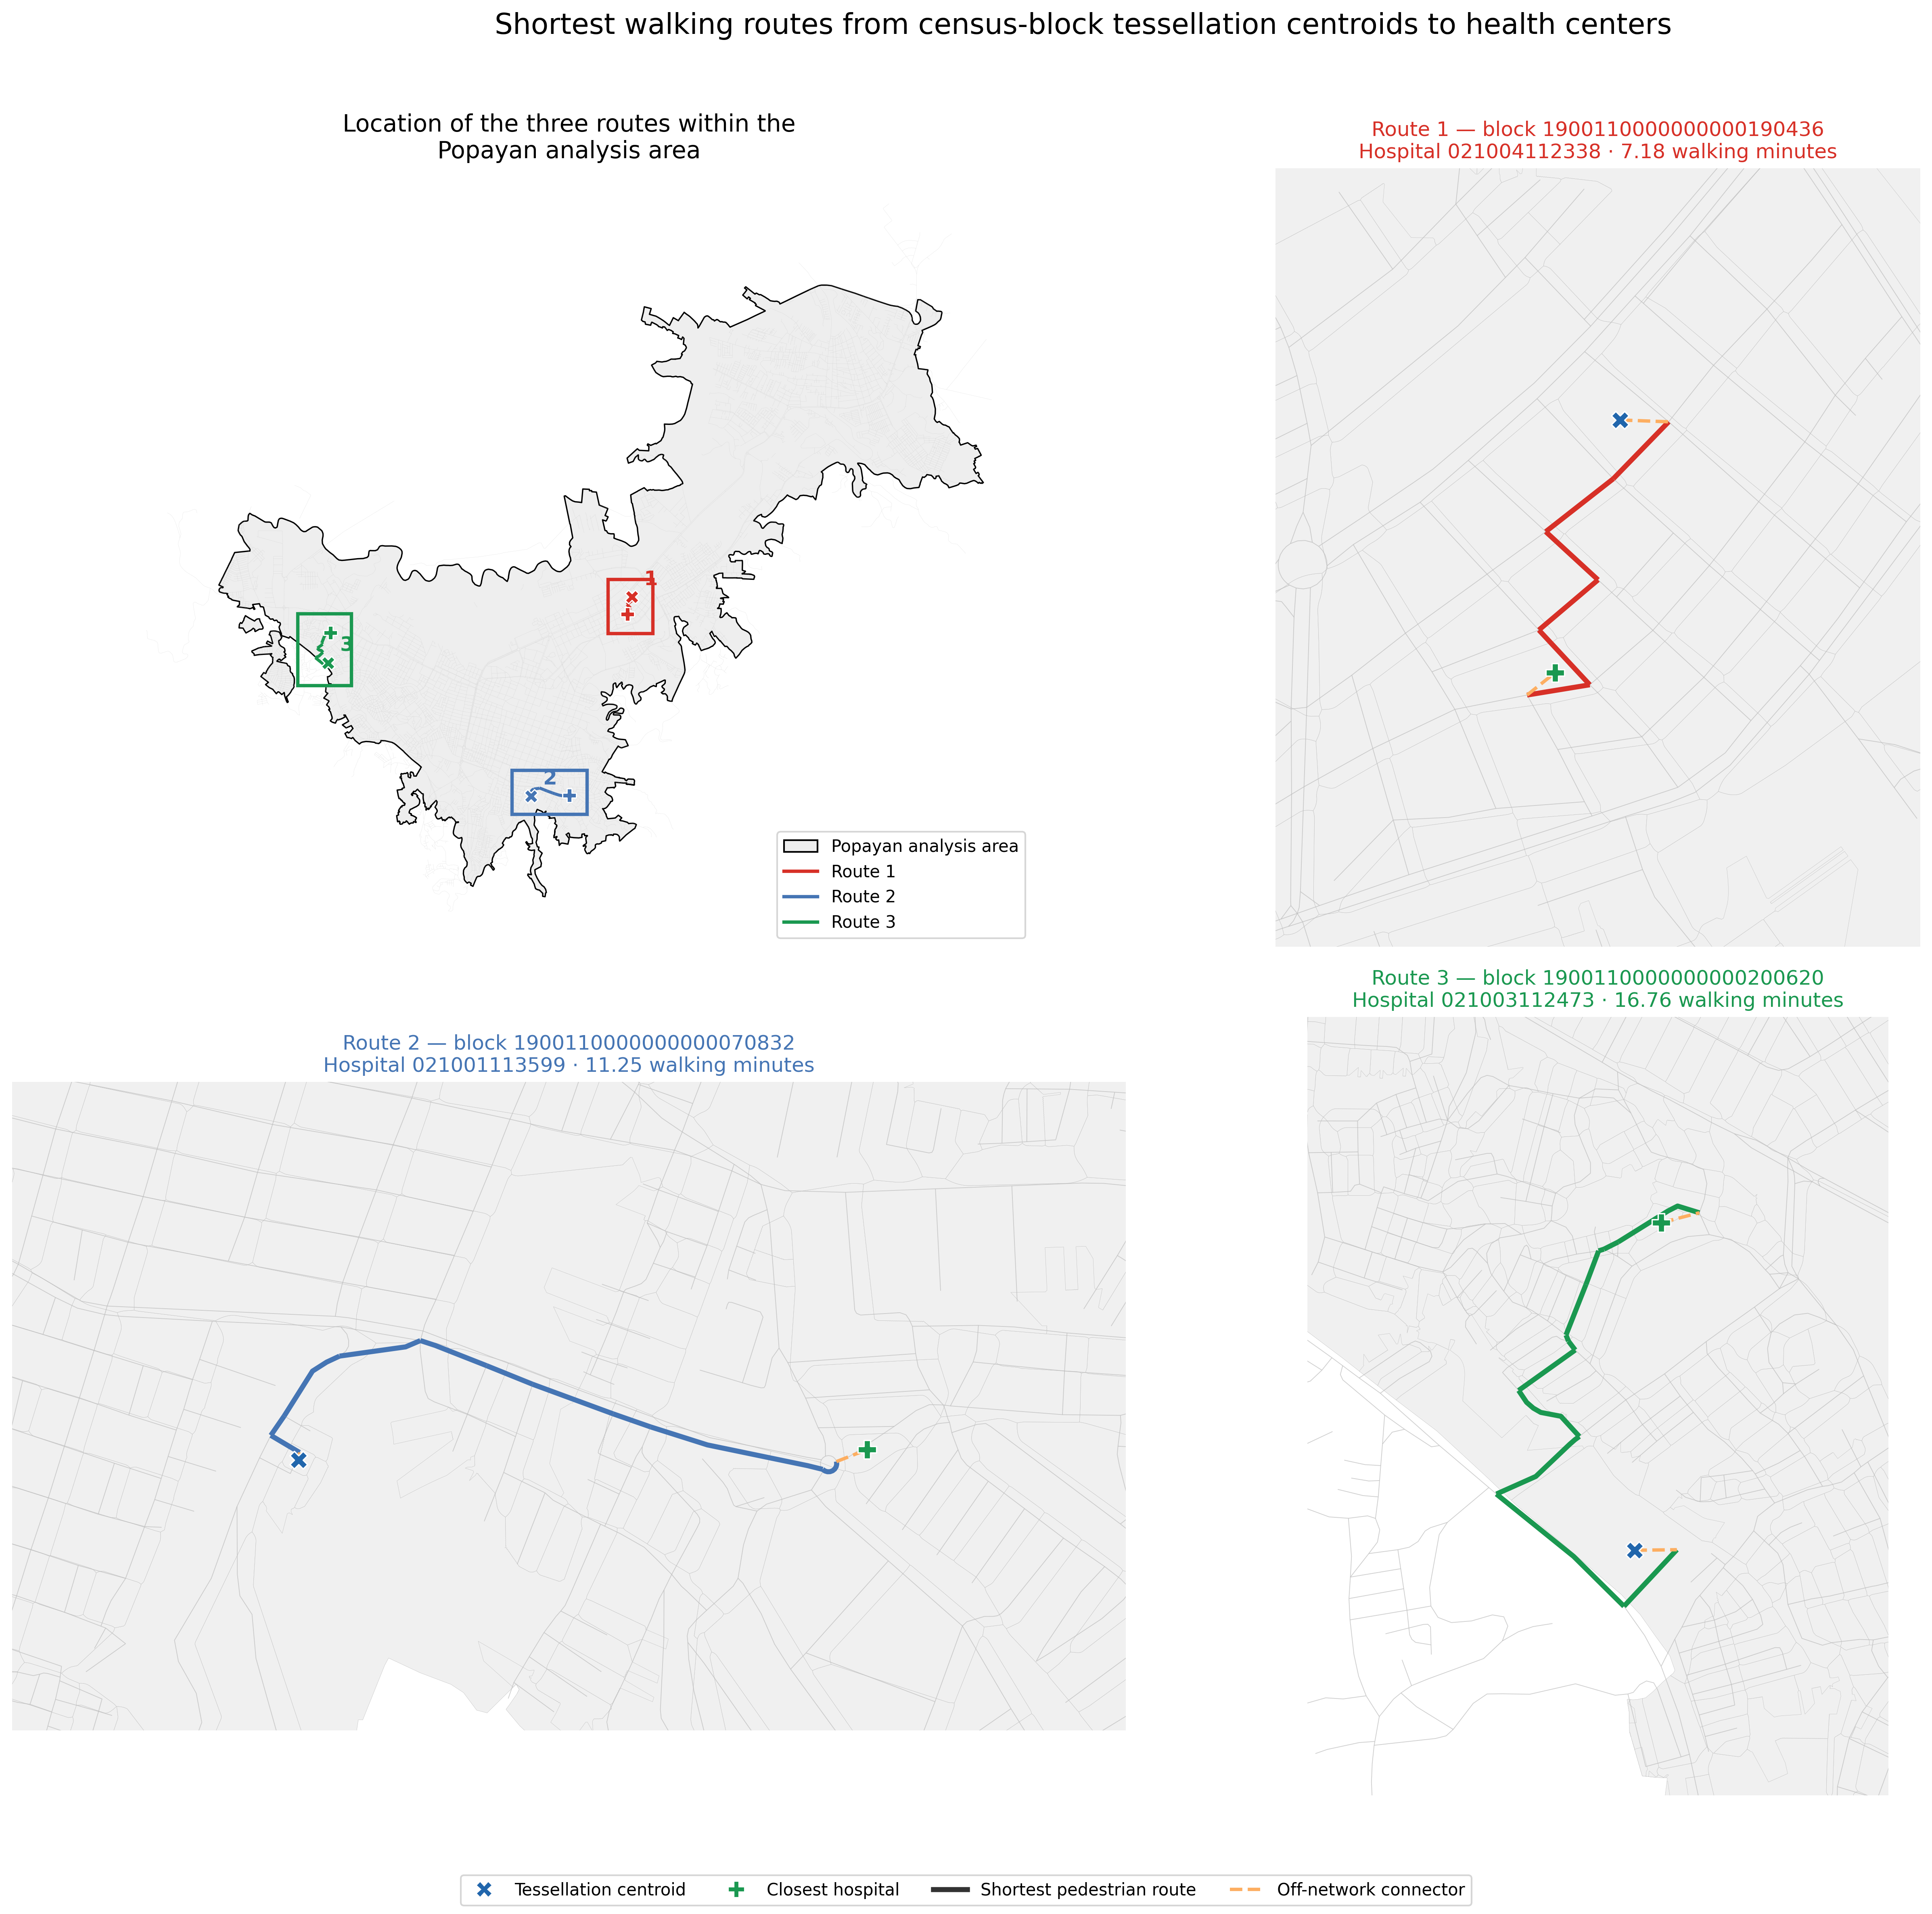 Shortest walking routes from census-block tessellation centroids to health centers
Location of the three routes within the
Popayan analysis area
1
3
2
Popayan analysis area
Route 1
Route 2
Route 3
Route 1 — block 1900110000000000190436
Hospital 021004112338 · 7.18 walking minutes
Route 2 — block 1900110000000000070832
Hospital 021001113599 · 11.25 walking minutes
Route 3 — block 1900110000000000200620
Hospital 021003112473 · 16.76 walking minutes
Tessellation centroid
Closest hospital
Shortest pedestrian route
Off-network connector